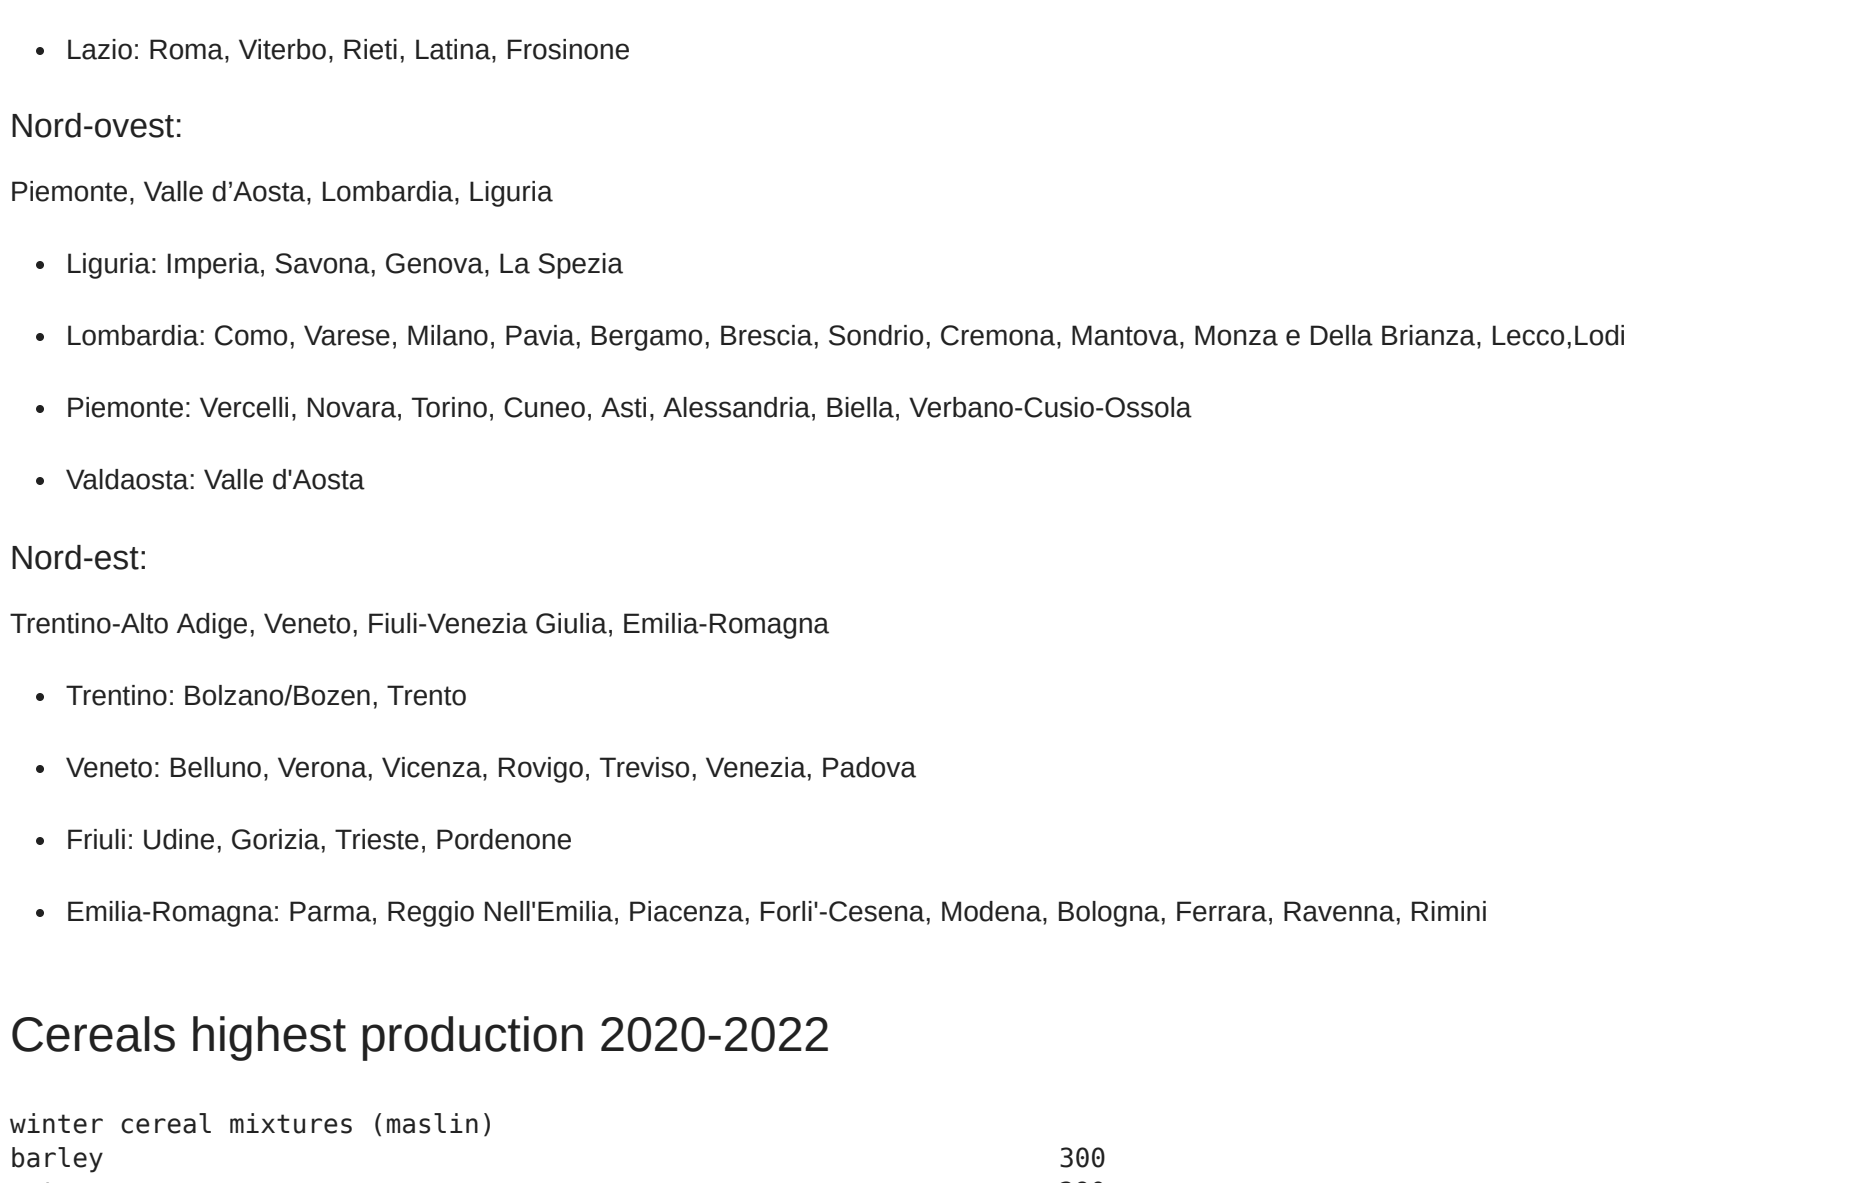 • Lazio: Roma, Viterbo, Rieti, Latina, Frosinone
Nord-ovest:
Piemonte, Valle d’Aosta, Lombardia, Liguria
• Liguria: Imperia, Savona, Genova, La Spezia
• Lombardia: Como, Varese, Milano, Pavia, Bergamo, Brescia, Sondrio, Cremona, Mantova, Monza e Della Brianza, Lecco,Lodi
• Piemonte: Vercelli, Novara, Torino, Cuneo, Asti, Alessandria, Biella, Verbano-Cusio-Ossola
• Valdaosta: Valle d'Aosta
Nord-est:
Trentino-Alto Adige, Veneto, Fiuli-Venezia Giulia, Emilia-Romagna
• Trentino: Bolzano/Bozen, Trento
• Veneto: Belluno, Verona, Vicenza, Rovigo, Treviso, Venezia, Padova
• Friuli: Udine, Gorizia, Trieste, Pordenone
• Emilia-Romagna: Parma, Reggio Nell'Emilia, Piacenza, Forli'-Cesena, Modena, Bologna, Ferrara, Ravenna, Rimini
Cereals highest production 2020-2022
winter cereal mixtures (maslin)
barley 300